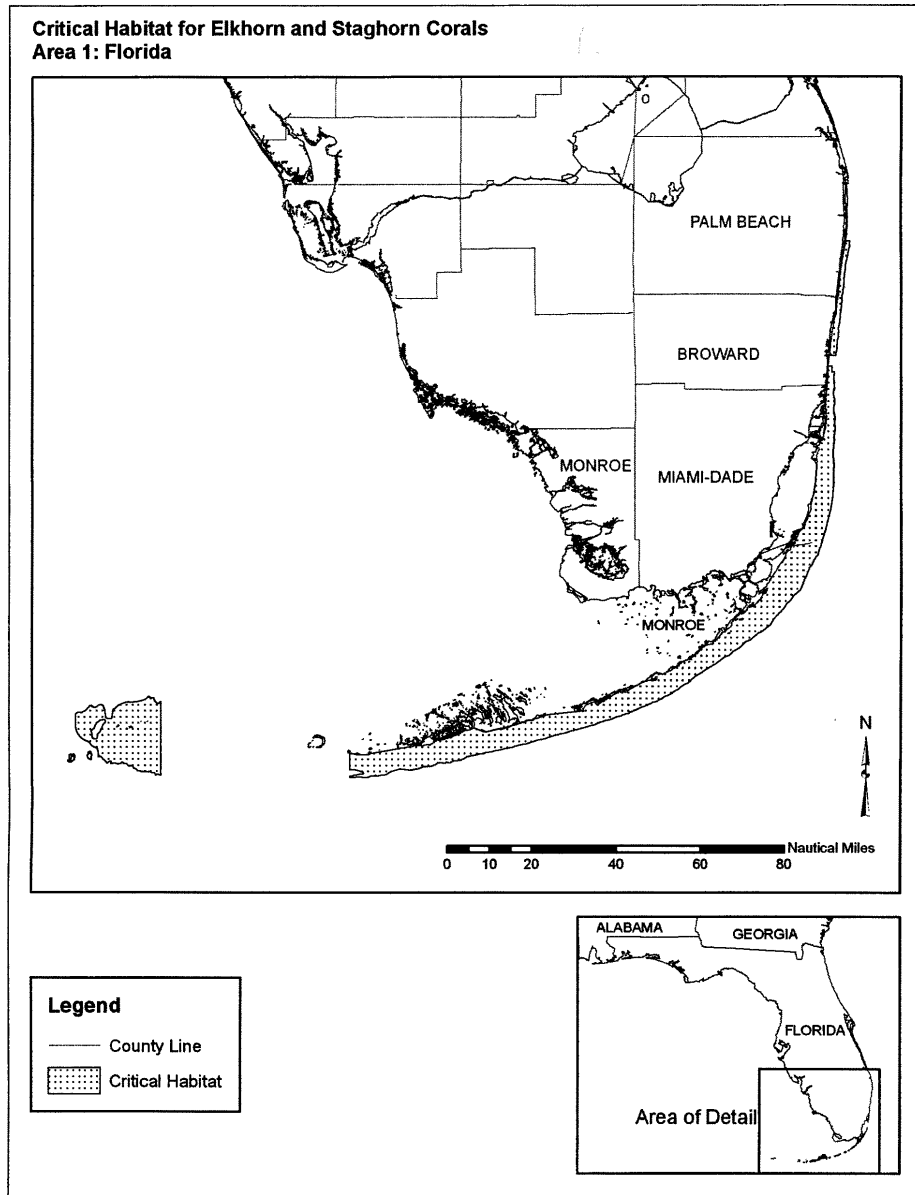 Critical Habitat for Elkhorn and Staghorn Corals
Area 1: Florida
PALM BEACH
BROWARD
MONROE
MIAMI-DADE
MONROE
N
Nautical Miles
0 10 20 40 60 80
ALABAMA
GEORGIA
FLORIDA
Area of Detail
Legend
County Line
Critical Habitat